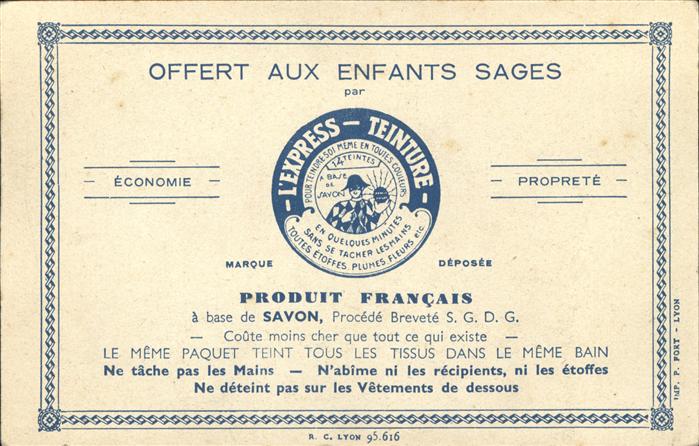 OFFERT AUX ENFANTS SAGES
par
L'EXPRESS - TEINTURE
POUR TEINDRE SOI MÊME EN TOUTES COULEURS
14 TEINTES
A BASE
DE
SAVON
EN QUELQUES MINUTES
SANS SE TACHER LES MAINS
TOUTES ÉTOFFES, PLUMES, FLEURS etc
ÉCONOMIE
PROPRETÉ
MARQUE DÉPOSÉE
PRODUIT FRANÇAIS
à base de SAVON, Procédé Breveté S. G. D. G.
— Coûte moins cher que tout ce qui existe —
LE MÊME PAQUET TEINT TOUS LES TISSUS DANS LE MÊME BAIN
Ne tâche pas les Mains — N'abîme ni les récipients, ni les étoffes
Ne déteint pas sur les Vêtements de dessous
R. C. LYON 95.616
IMP. P. FORT - LYON